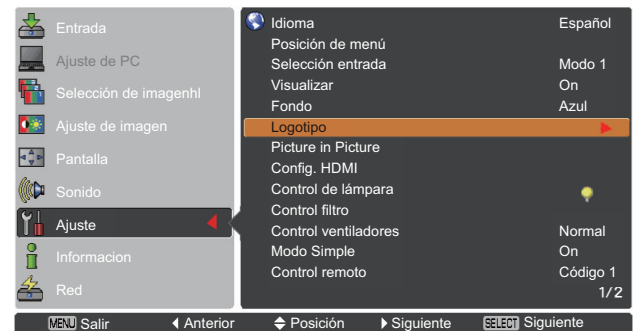 Entrada
Ajuste de PC
Selección de imagenhl
Ajuste de imagen
Pantalla
Sonido
Ajuste
Informacion
Red
Idioma Español
Posición de menú
Selección entrada Modo 1
Visualizar On
Fondo Azul
Logotipo
Picture in Picture
Config. HDMI
Control de lámpara
Control filtro
Control ventiladores Normal
Modo Simple On
Control remoto Código 1
1/2
MENU Salir Anterior Posición Siguiente SELECT Siguiente